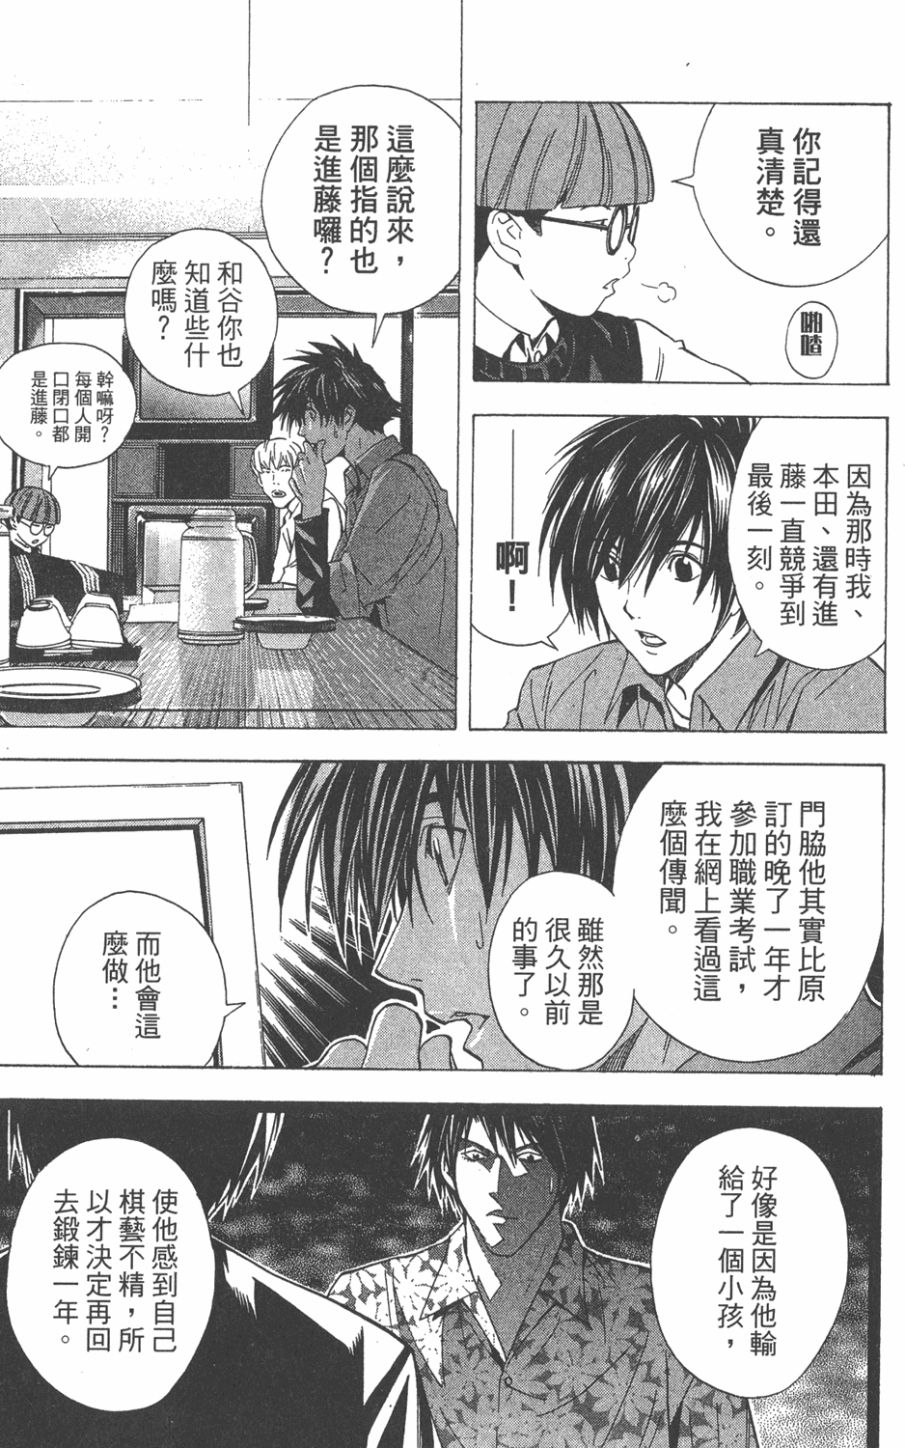 你記得還
真清楚。
啪喳
因為那時我、
本田、還有進
藤一直競爭到
最後一刻。
啊！
這麼說來，
那個指的也
是進藤囉？
和谷你也
知道些什
麼嗎？
幹嘛呀？
每個人開
口閉口都
是進藤。
門脇他其實比原
訂的晚了一年才
參加職業考試，
我在網上看過這
麼個傳聞。
雖然那是
很久以前
的事了。
而他會這
麼做…
好像是因為他輸
給了一個小孩，
使他感到自己
棋藝不精，所
以才決定再回
去鍛鍊一年。